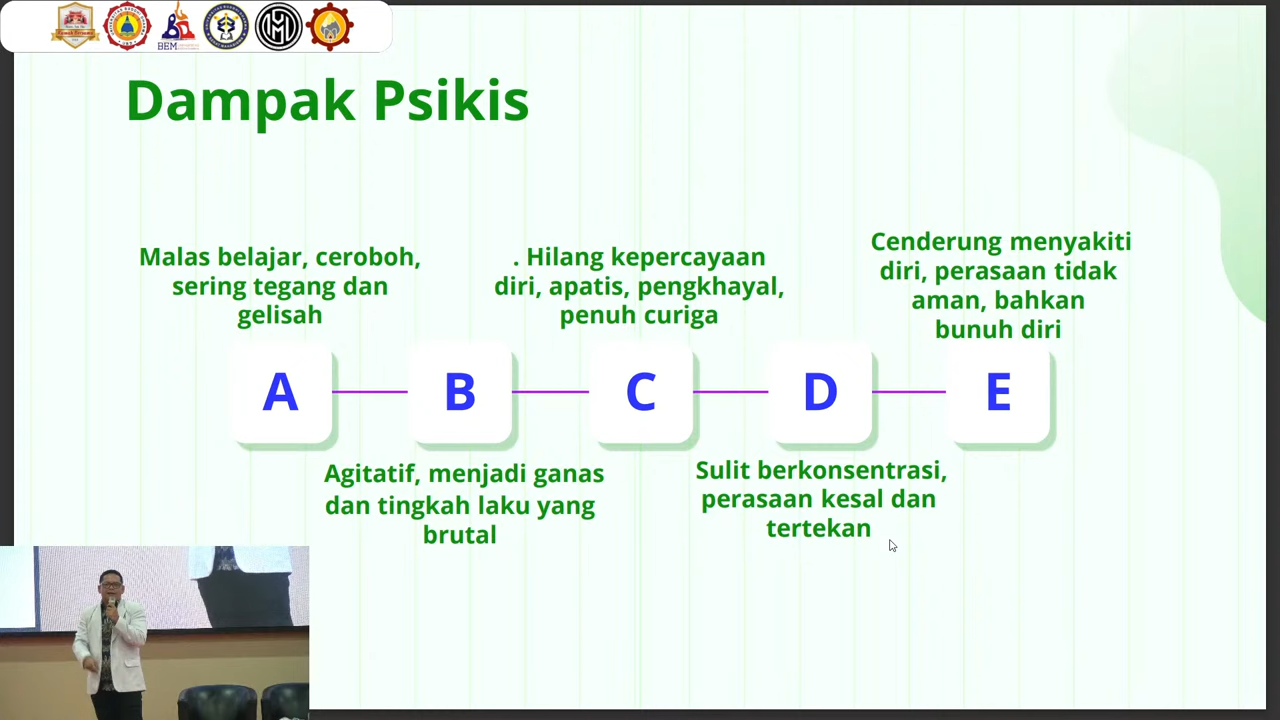 BEM
Dampak Psikis
Malas belajar, ceroboh,
sering tegang dan
gelisah
. Hilang kepercayaan
diri, apatis, pengkhayal,
penuh curiga
Cenderung menyakiti
diri, perasaan tidak
aman, bahkan
bunuh diri
A
B
C
D
E
Agitatif, menjadi ganas
dan tingkah laku yang
brutal
Sulit berkonsentrasi,
perasaan kesal dan
tertekan